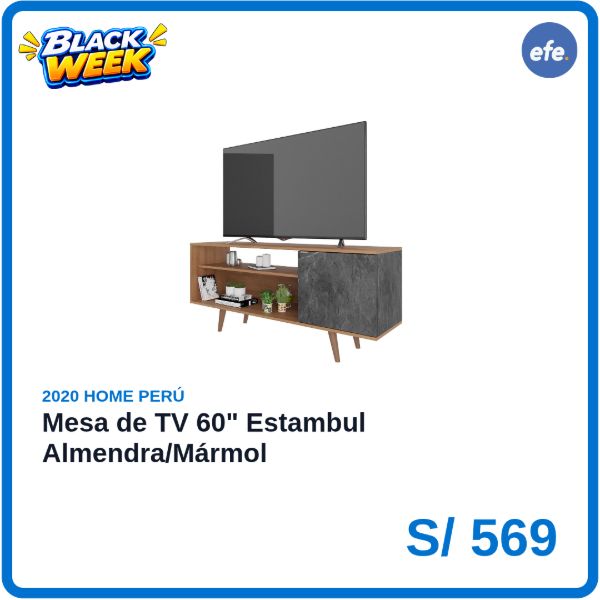 BLACK
WEEK
efe.
2020 HOME PERÚ
Mesa de TV 60" Estambul
Almendra/Mármol
S/ 569